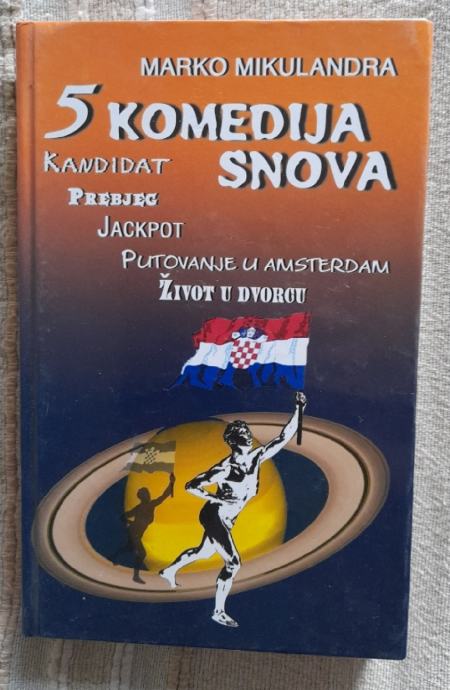 MARKO MIKULANDRA
5 KOMEDIJA
SNOVA
KANDIDAT
PREBJEG
JACKPOT
PUTOVANJE U AMSTERDAM
ŽIVOT U DVORCU